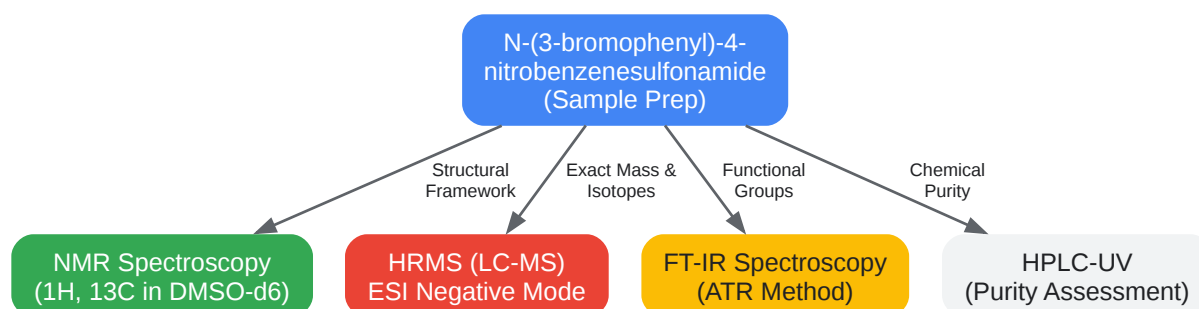 N-(3-bromophenyl)-4-
nitrobenzenesulfonamide
(Sample Prep)
Structural
Framework
Exact Mass &
Isotopes
Functional
Groups
Chemical
Purity
NMR Spectroscopy
(1H, 13C in DMSO-d6)
HRMS (LC-MS)
ESI Negative Mode
FT-IR Spectroscopy
(ATR Method)
HPLC-UV
(Purity Assessment)